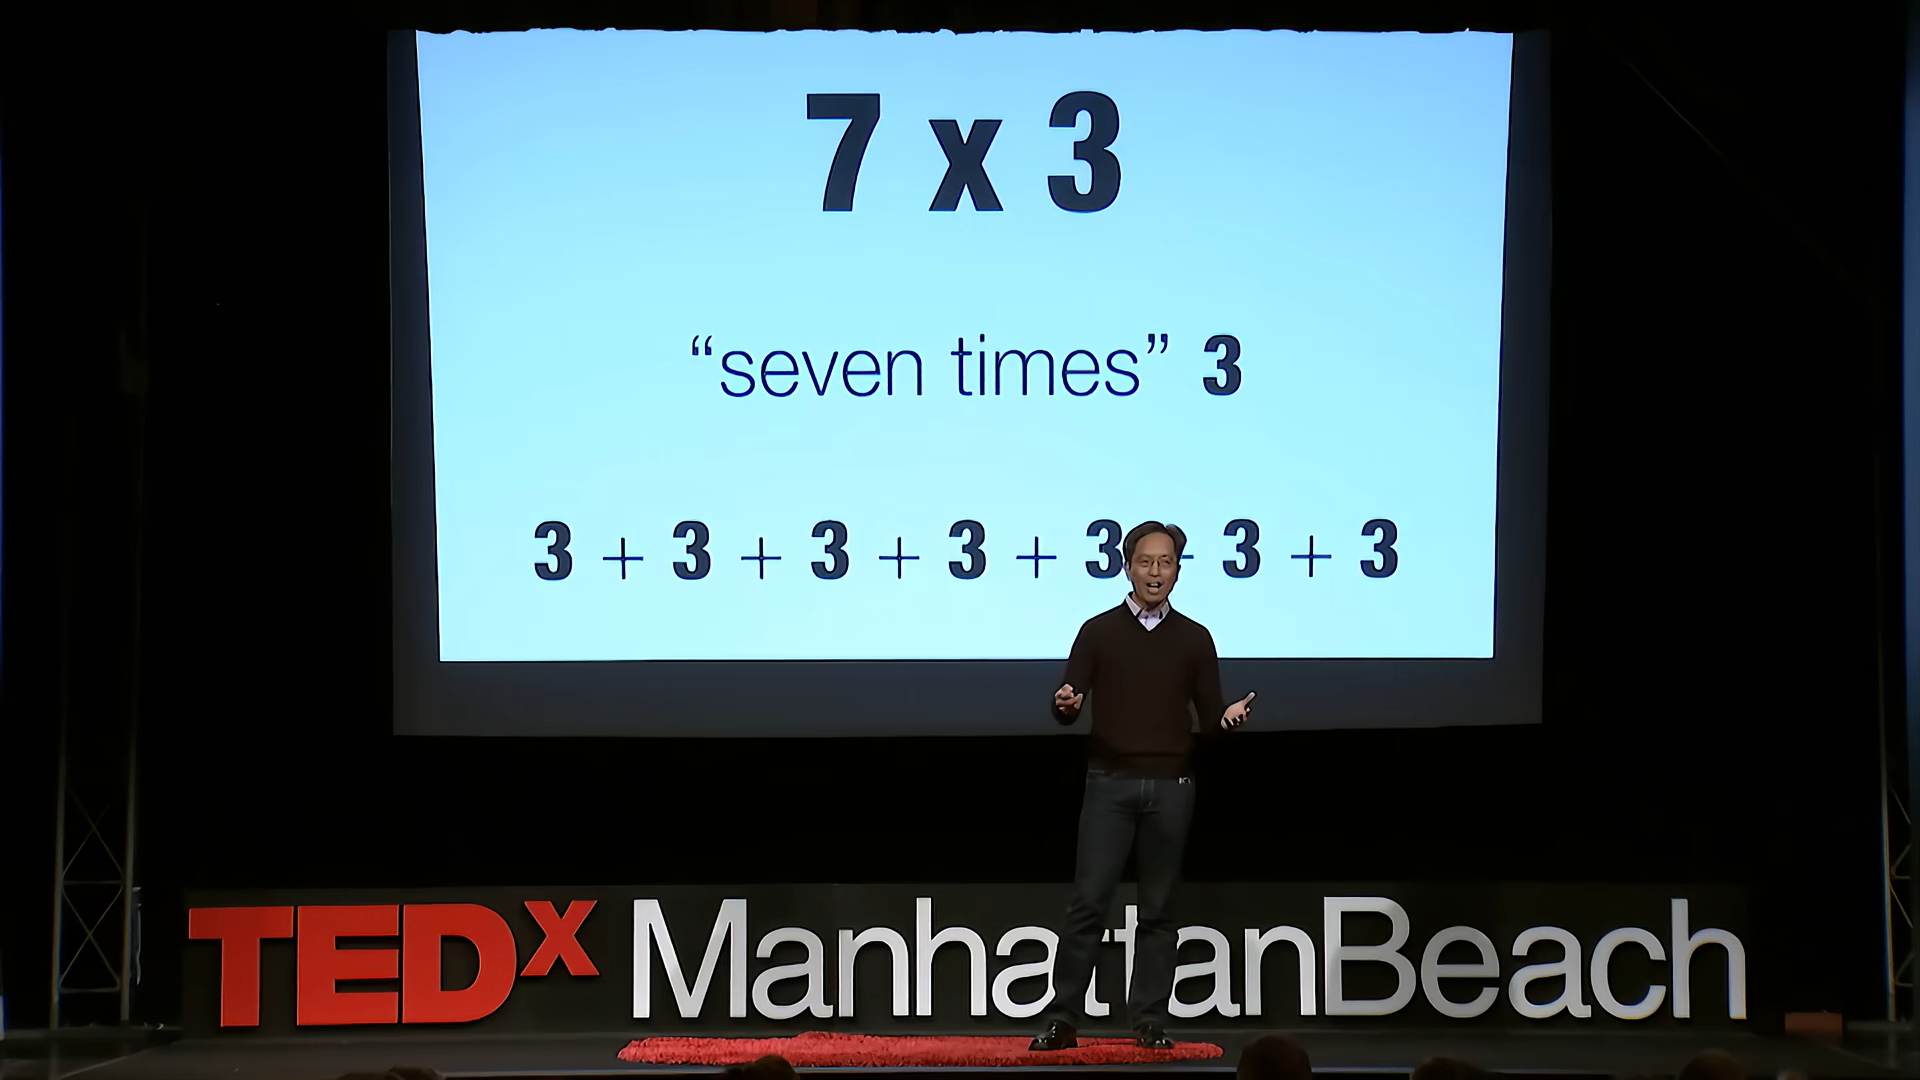 7 x 3
“seven times” 3
3 + 3 + 3 + 3 + 3 + 3 + 3
TEDx ManhattanBeach